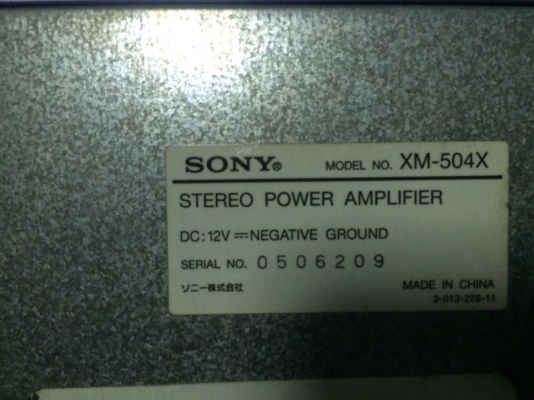 SONY® MODEL NO. XM-504X
STEREO POWER AMPLIFIER
DC:12V⎓NEGATIVE GROUND
SERIAL NO. 0506209
ソニー株式会社 MADE IN CHINA
3-013-226-11